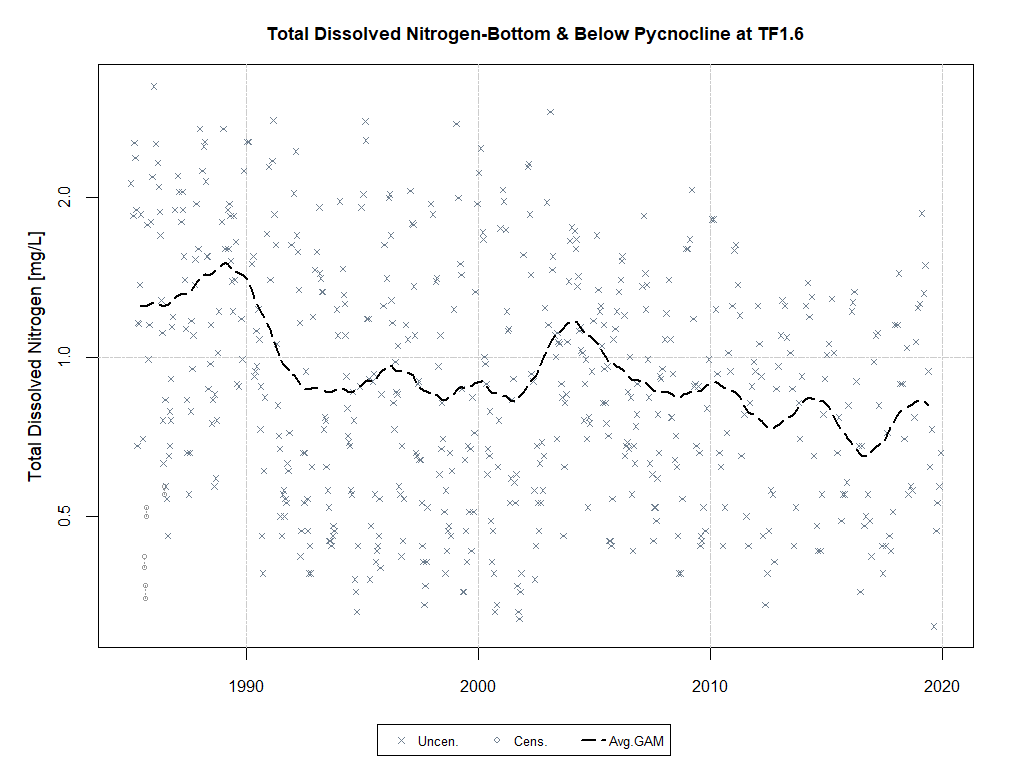 Total Dissolved Nitrogen-Bottom & Below Pycnocline at TF1.6
Total Dissolved Nitrogen [mg/L]
2.0
1.0
0.5
1990 2000 2010 2020
Uncen. Cens. Avg.GAM